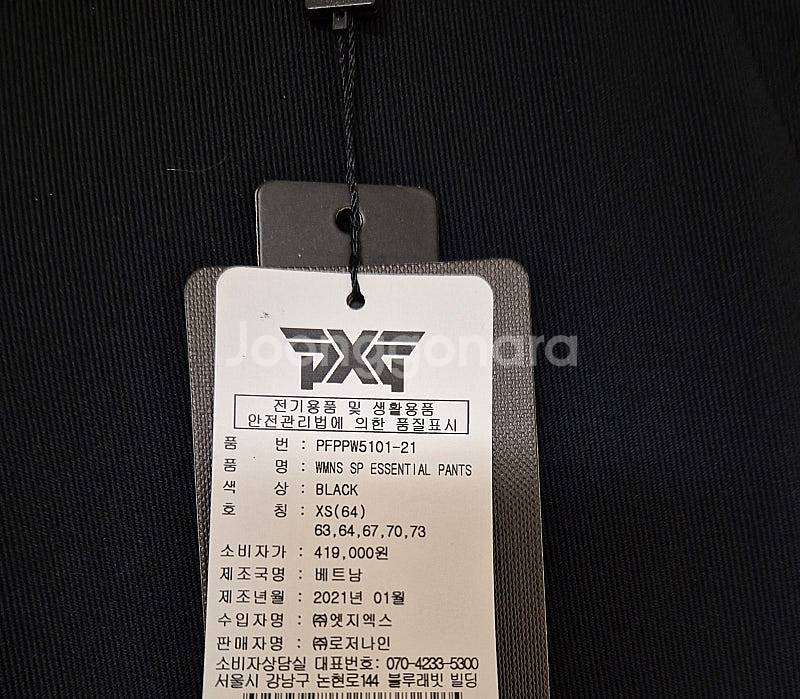 PXG
Joonggonara
전기용품 및 생활용품
안전관리법에 의한 품질표시
품 번 : PFPPW5101-21
품 명 : WMNS SP ESSENTIAL PANTS
색 상 : BLACK
호 칭 : XS(64)
63,64,67,70,73
소비자가 : 419,000원
제조국명 : 베트남
제조년월 : 2021년 01월
수입자명 : ㈜엣지엑스
판매자명 : ㈜로저나인
소비자상담실 대표번호: 070-4233-5300
서울시 강남구 논현로144 블루래빗 빌딩